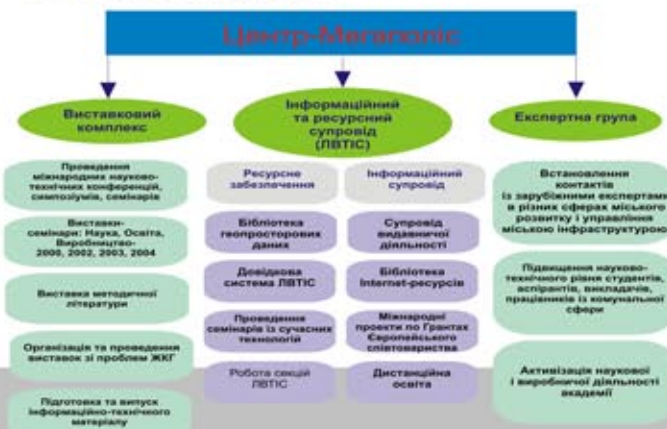 Центр-Мегаполіс
Виставковий
комплекс
Проведення
міжнародних науково-
технічних конференцій,
симпозіумів, семінарів
Виставки-
семінари: Наука, Освіта,
Виробництво-
2000, 2002, 2003, 2004
Виставка методичної
літератури
Організація та проведення
виставок зі проблем ЖКГ
Підготовка та випуск
інформаційно-технічного
матеріалу
Інформаційний
та ресурсний
супровід
(ЛВТІС)
Ресурсне
забезпечення
Бібліотека
геопросторових
даних
Довідкова
система ЛВТІС
Проведення
семінарів із сучасних
технологій
Робота секцій
ЛВТІС
Інформаційний
супровід
Супровід
видавничої
діяльності
Бібліотека
Internet-ресурсів
Міжнародні
проекти по Грантах
Європейського
співтовариства
Дистанційна
освіта
Експертна група
Встановлення
контактів
із зарубіжними експертами
в різних сферах міського
розвитку і управління
міською інфраструктурою
Підвищення науково-
технічного рівня студентів,
аспірантів, викладачів,
працівників із комунальної
сфери
Активізація наукової
і виробничої діяльності
академії